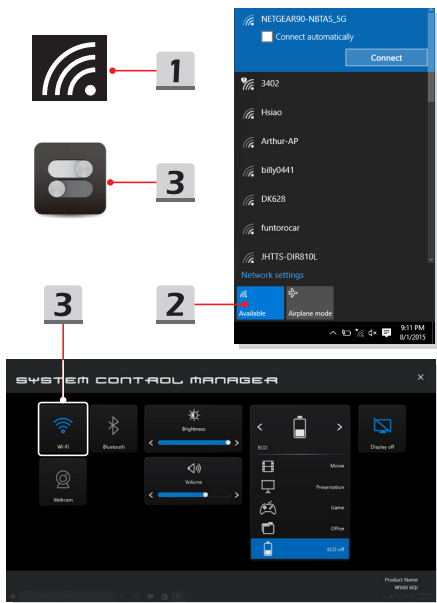 1
3
3
2
NETGEAR90-NBTAS_5G
Connect automatically
Connect
3402
Hsiao
Arthur-AP
billy0441
DK628
funtorocar
JHTTS-DIR810L
Network settings
Available
Airplane mode
9:11 PM
8/1/2015
SYSTEM CONTROL MANAGER
Wi-Fi
Bluetooth
Brightness
ECO
Display off
Webcam
Volume
Movie
Presentation
Game
Office
ECO off
Product Name
WS60 6QJ